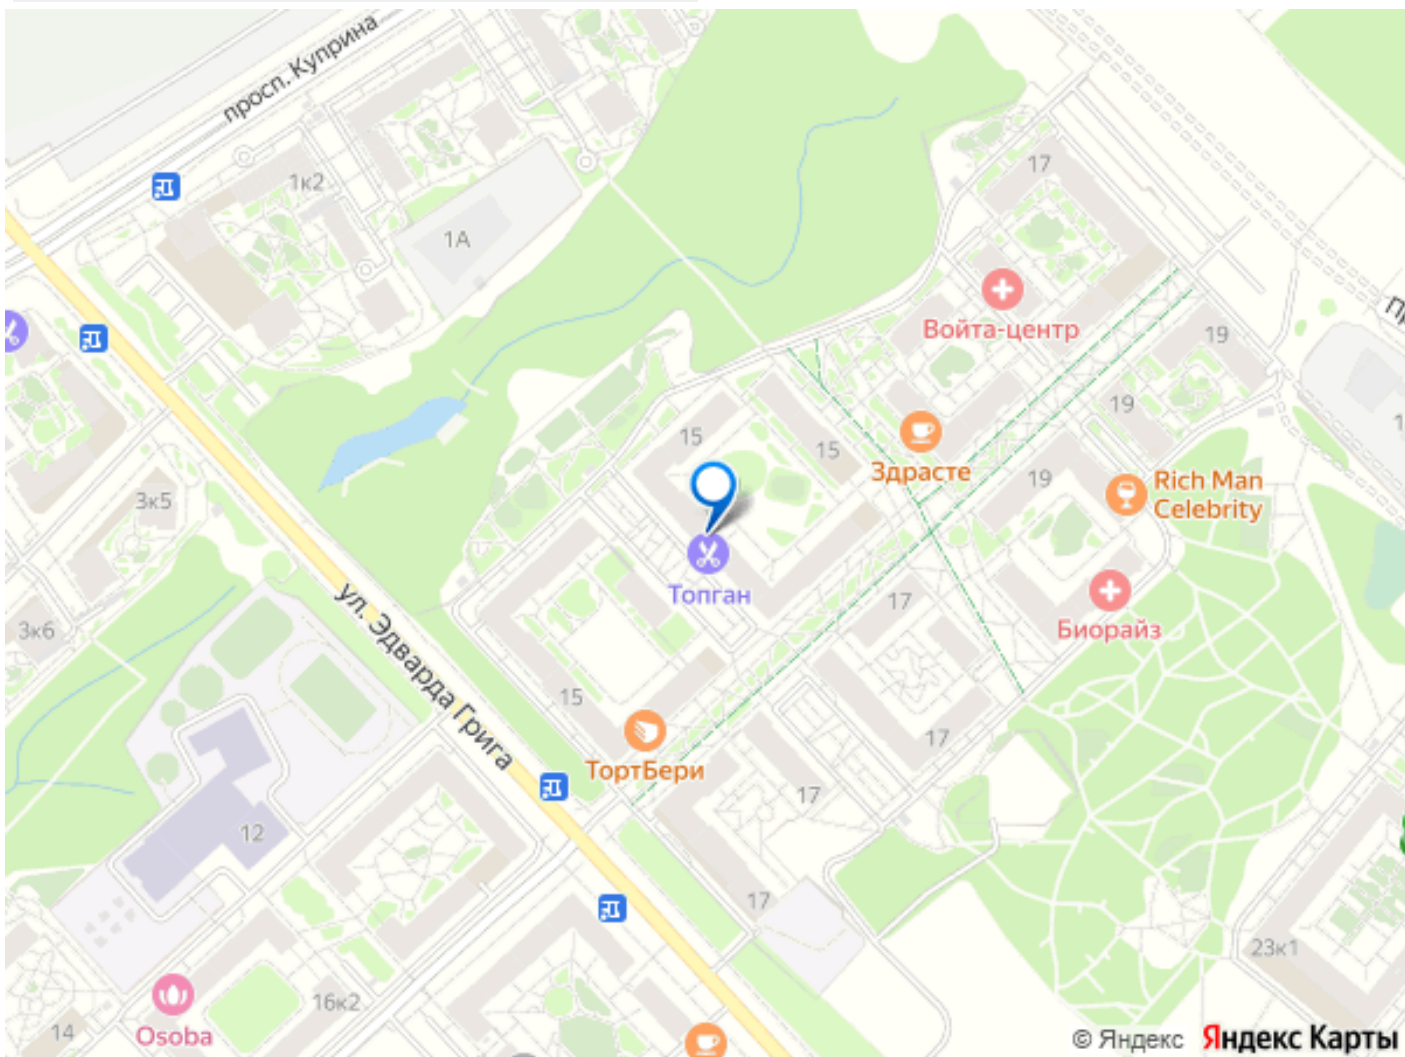 просп. Куприна
1к2
1А
17
Войта-центр
19
19
15
15
Здрасте
19
Rich Man
Celebrity
3к5
Топган
17
Биорайз
3к6
ул. Эдварда Грига
15
17
ТортБери
17
12
17
23к1
16к2
14
Osoba
© Яндекс Яндекс Карты